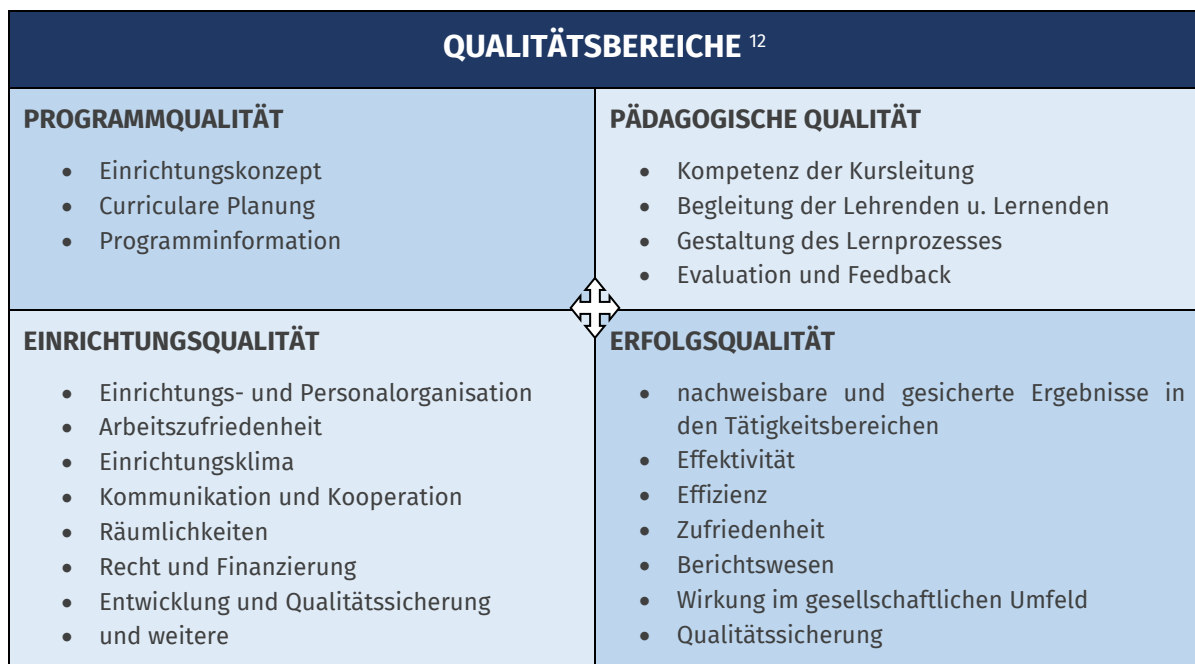 QUALITÄTSBEREICHE 12
PROGRAMMQUALITÄT
• Einrichtungskonzept
• Curriculare Planung
• Programminformation
PÄDAGOGISCHE QUALITÄT
• Kompetenz der Kursleitung
• Begleitung der Lehrenden u. Lernenden
• Gestaltung des Lernprozesses
• Evaluation und Feedback
EINRICHTUNGSQUALITÄT
• Einrichtungs- und Personalorganisation
• Arbeitszufriedenheit
• Einrichtungsklima
• Kommunikation und Kooperation
• Räumlichkeiten
• Recht und Finanzierung
• Entwicklung und Qualitätssicherung
• und weitere
ERFOLGSQUALITÄT
• nachweisbare und gesicherte Ergebnisse in
den Tätigkeitsbereichen
• Effektivität
• Effizienz
• Zufriedenheit
• Berichtswesen
• Wirkung im gesellschaftlichen Umfeld
• Qualitätssicherung